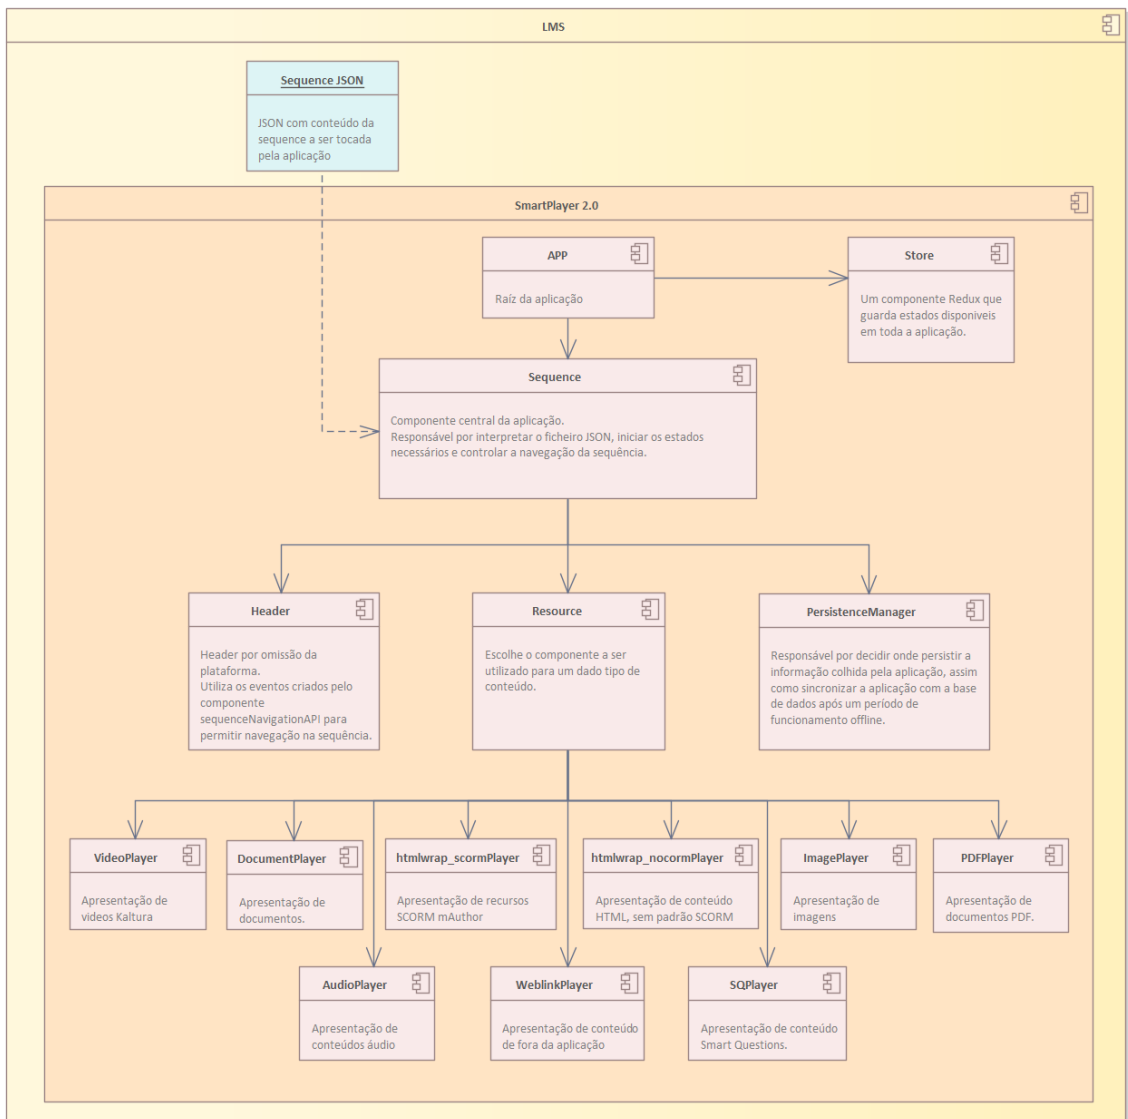 LMS
Sequence JSON
JSON com conteúdo da
sequence a ser tocada
pela aplicação
SmartPlayer 2.0
APP
Raíz da aplicação
Store
Um componente Redux que
guarda estados disponiveis
em toda a aplicação.
Sequence
Componente central da aplicação.
Responsável por interpretar o ficheiro JSON, iniciar os estados
necessários e controlar a navegação da sequência.
Header
Header por omissão da
plataforma.
Utiliza os eventos criados pelo
componente
sequenceNavigationAPI para
permitir navegação na sequência.
Resource
Escolhe o componente a ser
utilizado para um dado tipo de
conteúdo.
PersistenceManager
Responsável por decidir onde persistir a
informação colhida pela aplicação, assim
como sincronizar a aplicação com a base
de dados após um período de
funcionamento offline.
VideoPlayer
Apresentação de
videos Kaltura
DocumentPlayer
Apresentação de
documentos.
htmlwrap_scormPlayer
Apresentação de recursos
SCORM mAuthor
htmlwrap_nocormPlayer
Apresentação de conteúdo
HTML, sem padrão SCORM
ImagePlayer
Apresentação de
imagens
PDFPlayer
Apresentação de
documentos PDF.
AudioPlayer
Apresentação de
conteúdos áudio
WeblinkPlayer
Apresentação de conteúdo
de fora da aplicação
SQPlayer
Apresentação de conteúdo
Smart Questions.